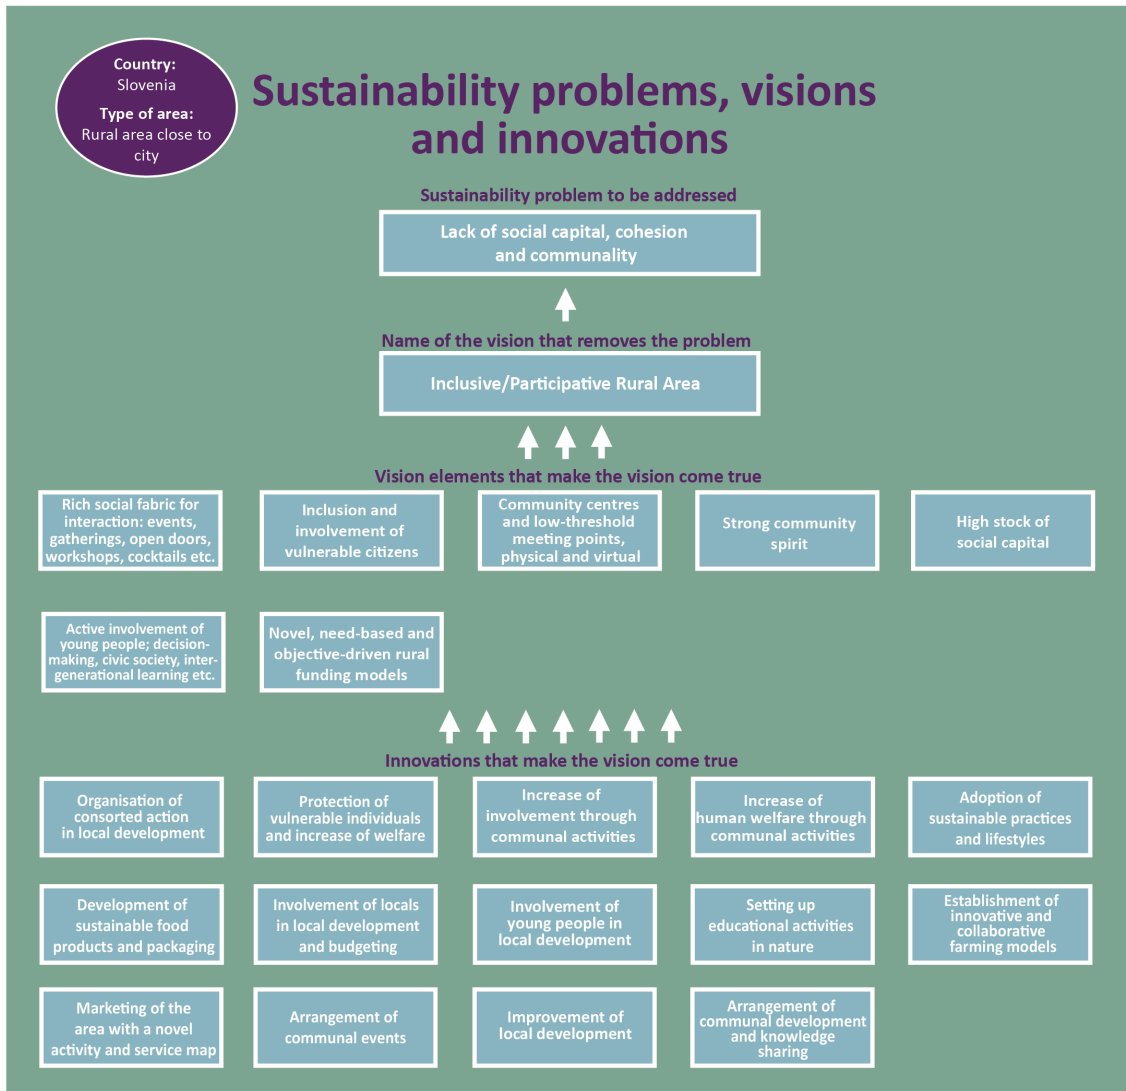 Country:
Slovenia
Type of area:
Rural area close to
city
Sustainability problems, visions
and innovations
Sustainability problem to be addressed
Lack of social capital, cohesion
and communality
Name of the vision that removes the problem
Inclusive/Participative Rural Area
Vision elements that make the vision come true
Rich social fabric for
interaction: events,
gatherings, open doors,
workshops, cocktails etc.
Inclusion and
involvement of
vulnerable citizens
Community centres
and low-threshold
meeting points,
physical and virtual
Strong community
spirit
High stock of
social capital
Active involvement of
young people; decision-
making, civic society, inter-
generational learning etc.
Novel, need-based and
objective-driven rural
funding models
Innovations that make the vision come true
Organisation of
consorted action
in local development
Protection of
vulnerable individuals
and increase of welfare
Increase of
involvement through
communal activities
Increase of
human welfare through
communal activities
Adoption of
sustainable practices
and lifestyles
Development of
sustainable food
products and packaging
Involvement of locals
in local development
and budgeting
Involvement of
young people in
local development
Setting up
educational activities
in nature
Establishment of
innovative and
collaborative
farming models
Marketing of the
area with a novel
activity and service map
Arrangement of
communal events
Improvement of
local development
Arrangement of
communal development
and knowledge
sharing